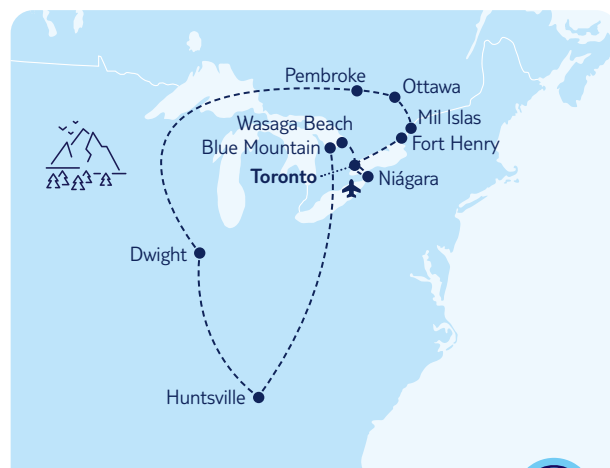 Pembroke
Ottawa
Mil Islas
Wasaga Beach
Fort Henry
Blue Mountain
Toronto
Niágara
Dwight
Huntsville